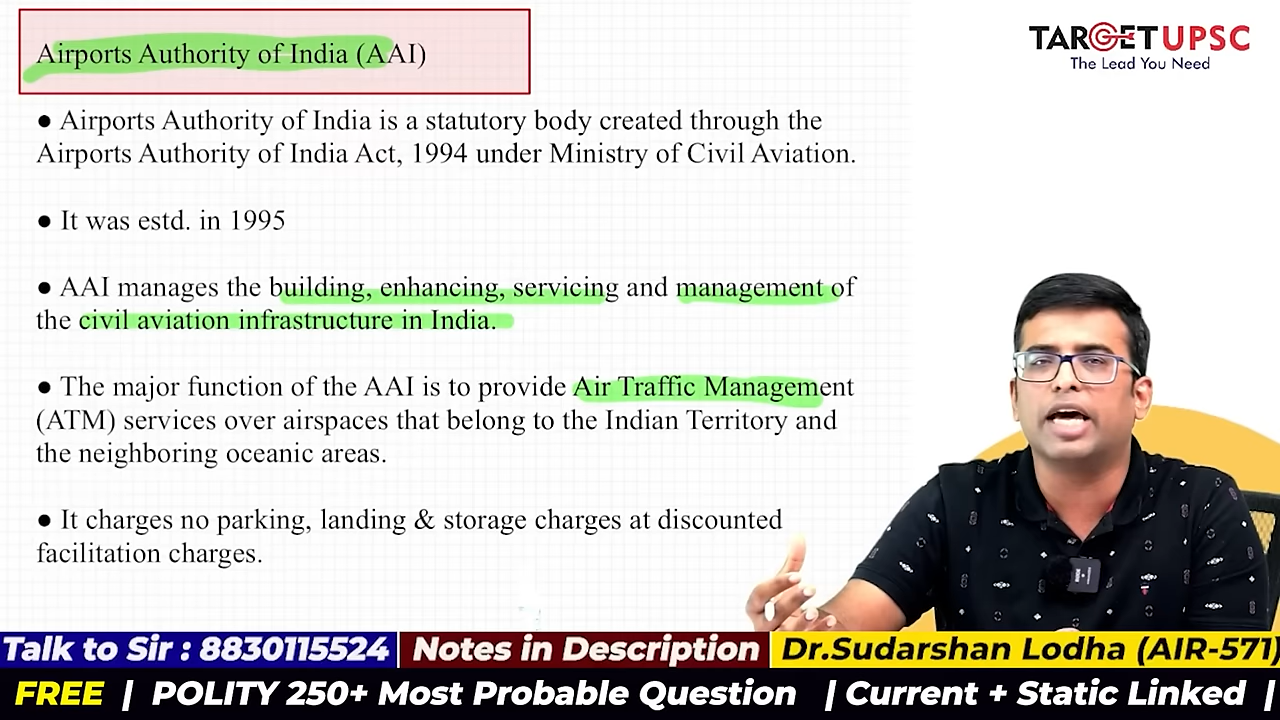 Airports Authority of India (AAI)
TARGETUPSC
The Lead You Need
● Airports Authority of India is a statutory body created through the
Airports Authority of India Act, 1994 under Ministry of Civil Aviation.
● It was estd. in 1995
● AAI manages the building, enhancing, servicing and management of
the civil aviation infrastructure in India.
● The major function of the AAI is to provide Air Traffic Management
(ATM) services over airspaces that belong to the Indian Territory and
the neighboring oceanic areas.
● It charges no parking, landing & storage charges at discounted
facilitation charges.
Talk to Sir : 8830115524 Notes in Description Dr.Sudarshan Lodha (AIR-571)
FREE | POLITY 250+ Most Probable Question | Current + Static Linked |